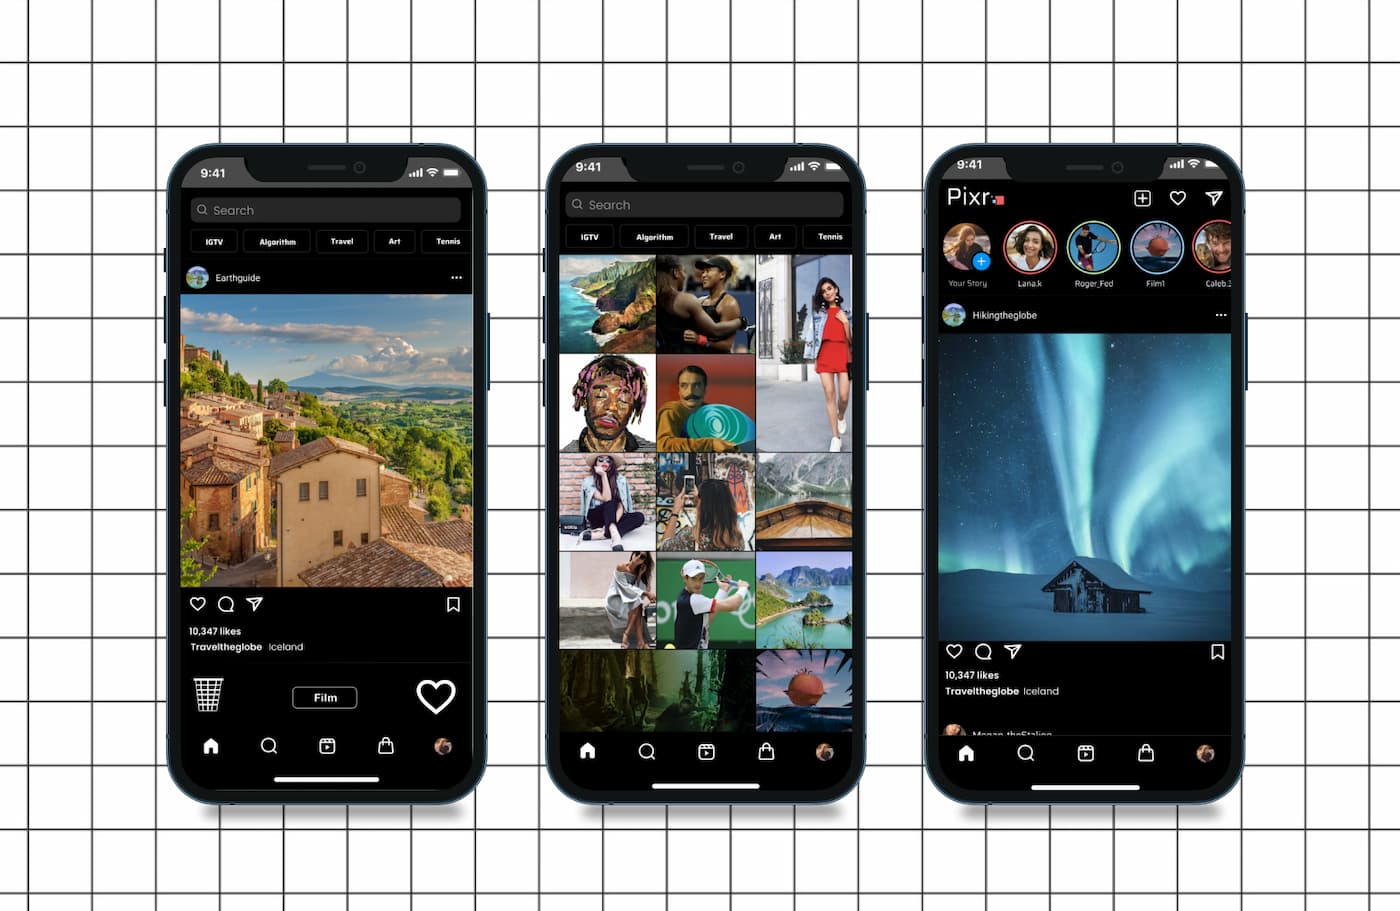 9:41
Search
IGTV Algorithm Travel Art Tennis
Earthguide
10,347 likes
Traveltheglobe Iceland
Film
9:41
Search
IGTV Algorithm Travel Art Tennis
9:41
Pixr
Your Story Lana.k Roger_Fed Film1 Caleb.
Hikingtheglobe
10,347 likes
Traveltheglobe Iceland